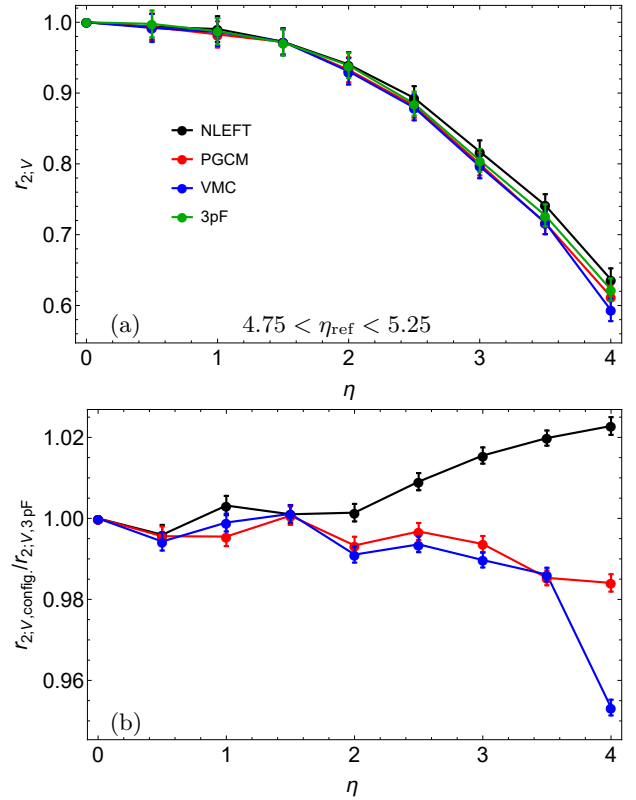 1.0
0.9
0.8
0.7
0.6
r2;V
NLEFT
PGCM
VMC
3pF
(a)
4.75 < ηref < 5.25
0 1 2 3 4
η
1.02
1.00
0.98
0.96
r2;V,config./r2;V,3pF
(b)
0 1 2 3 4
η